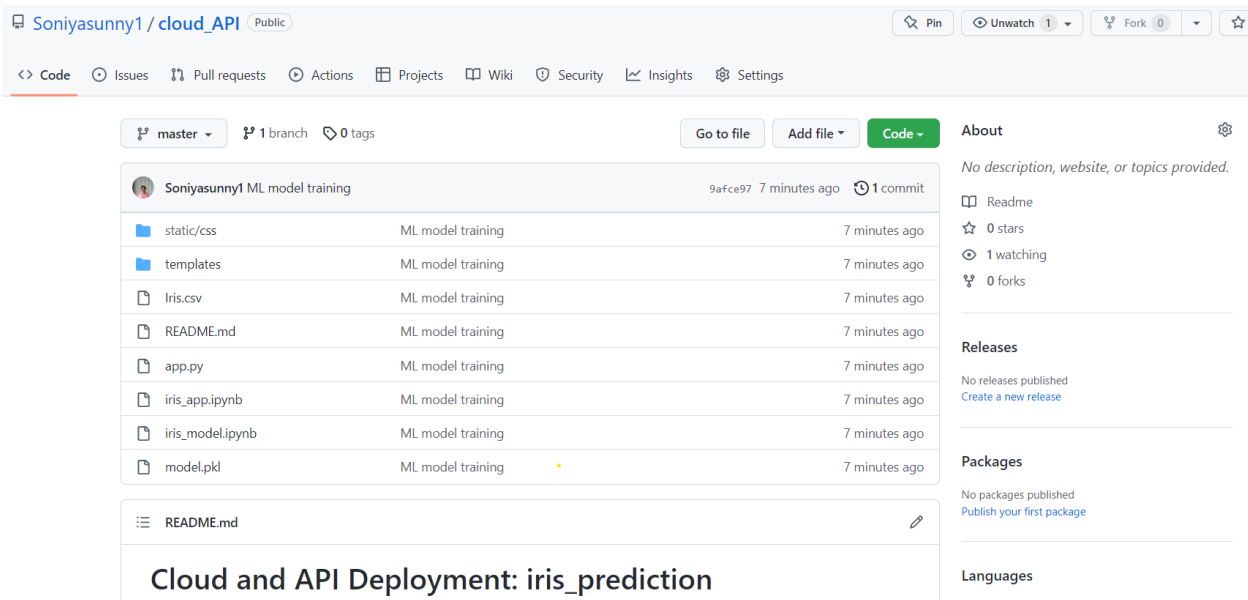 Soniyasunny1 / cloud_API Public
Pin
Unwatch 1
Fork 0
Code
Issues
Pull requests
Actions
Projects
Wiki
Security
Insights
Settings
master
1 branch
0 tags
Go to file
Add file
Code
Soniyasunny1 ML model training 9afce97 7 minutes ago 1 commit
static/css ML model training 7 minutes ago
templates ML model training 7 minutes ago
Iris.csv ML model training 7 minutes ago
README.md ML model training 7 minutes ago
app.py ML model training 7 minutes ago
iris_app.ipynb ML model training 7 minutes ago
iris_model.ipynb ML model training 7 minutes ago
model.pkl ML model training 7 minutes ago
README.md
Cloud and API Deployment: iris_prediction
About
No description, website, or topics provided.
Readme
0 stars
1 watching
0 forks
Releases
No releases published
Create a new release
Packages
No packages published
Publish your first package
Languages